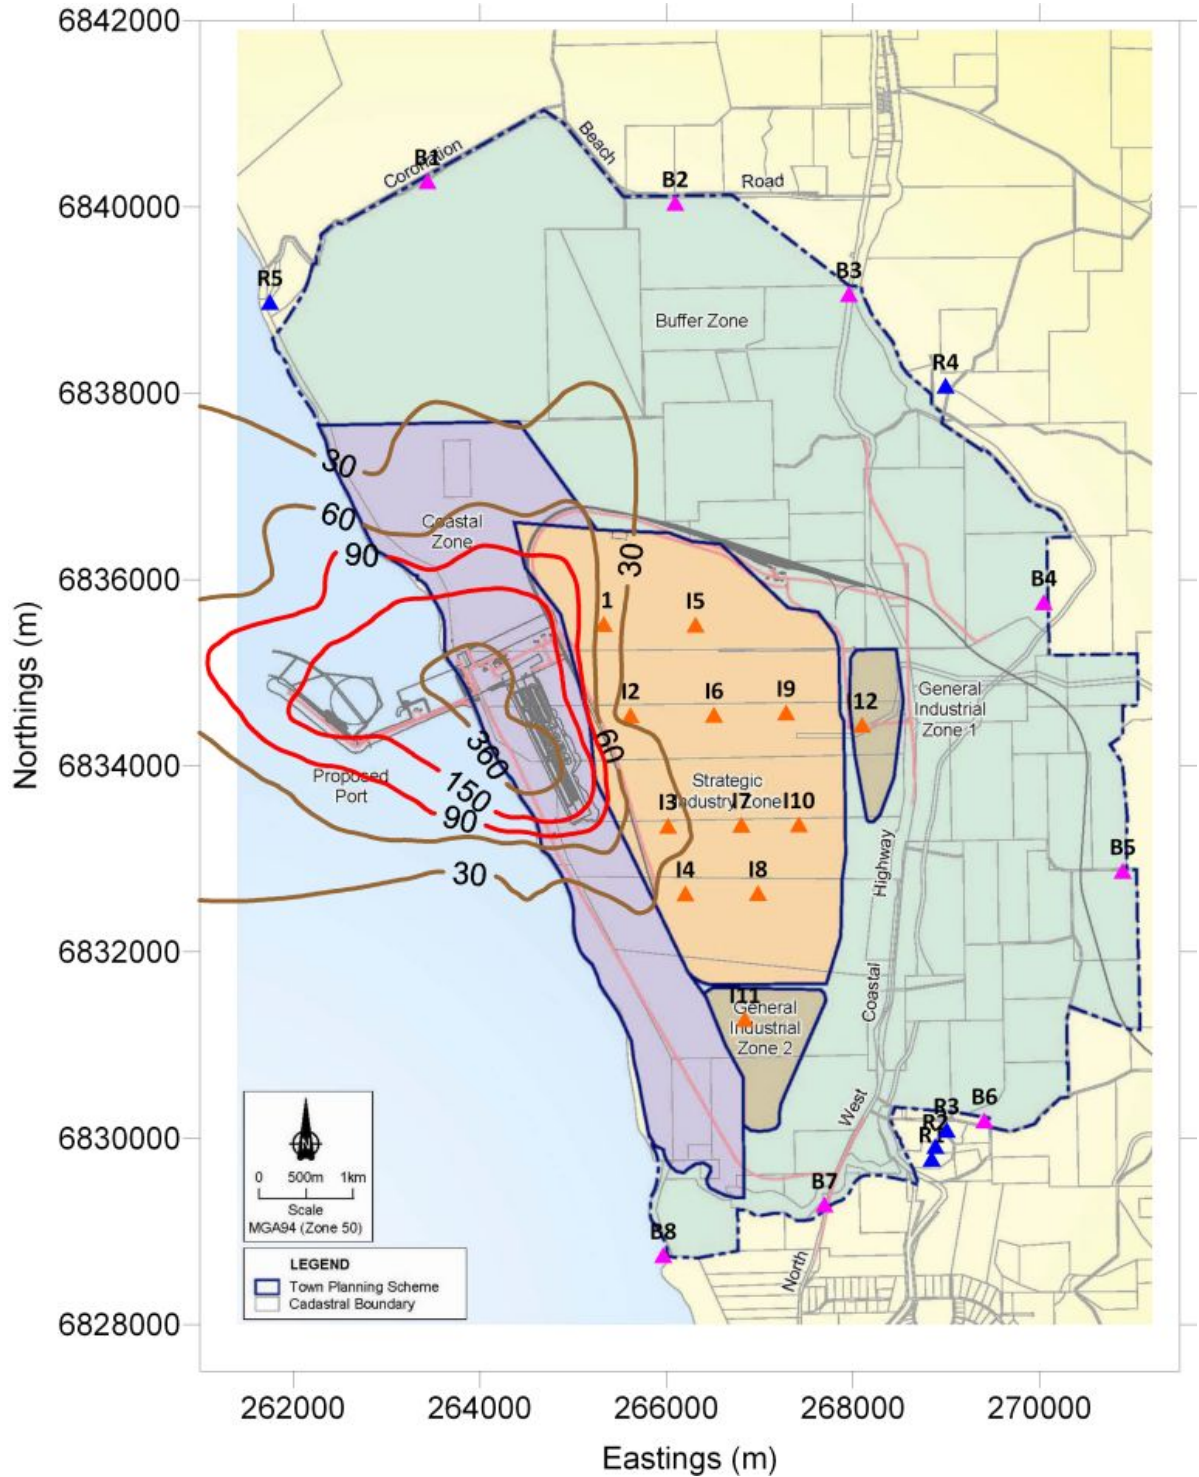 6842000
6840000
6838000
6836000
6834000
6832000
6830000
6828000
Northings (m)
262000
264000
266000
268000
270000
Eastings (m)
Coronation
Beach
Road
B1
B2
B3
R5
R4
Buffer Zone
30
60
90
Coastal
Zone
30
B4
1
I5
I2
I6
I9
12
General
Industrial
Zone 1
60
360
150
90
30
Proposed
Port
Strategic
Industry Zone
I3
I7
I10
I4
I8
B5
Highway
Coastal
West
North
I11
General
Industrial
Zone 2
R3
R2
R1
B6
B7
B8
N
0 500m 1km
Scale
MGA94 (Zone 50)
LEGEND
Town Planning Scheme
Cadastral Boundary